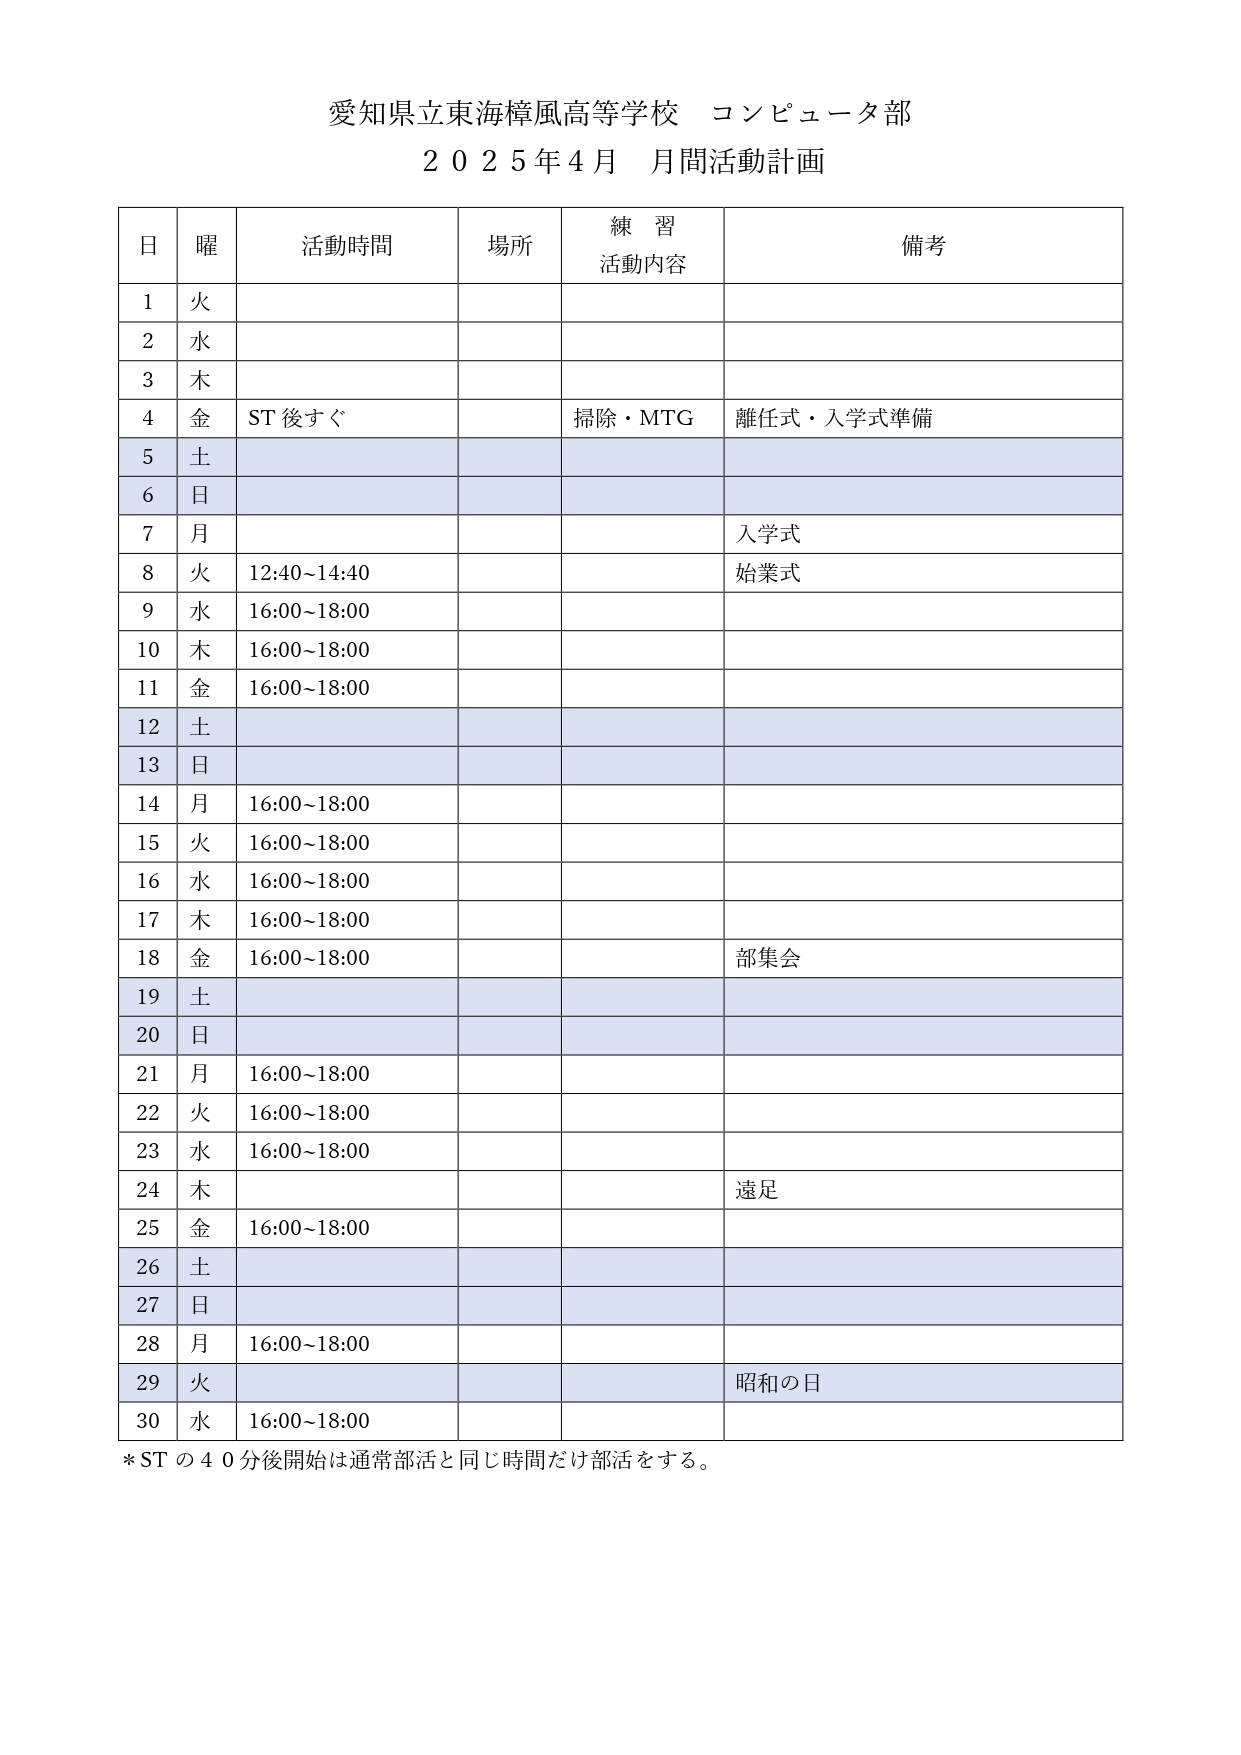 愛知県立東海樟風高等学校　コンピュータ部
２０２５年４月　月間活動計画
日 曜 活動時間 場所 練　習 活動内容 備考
1 火
2 水
3 木
4 金 ST 後すぐ 掃除・MTG 離任式・入学式準備
5 土
6 日
7 月 入学式
8 火 12:40~14:40 始業式
9 水 16:00~18:00
10 木 16:00~18:00
11 金 16:00~18:00
12 土
13 日
14 月 16:00~18:00
15 火 16:00~18:00
16 水 16:00~18:00
17 木 16:00~18:00
18 金 16:00~18:00 部集会
19 土
20 日
21 月 16:00~18:00
22 火 16:00~18:00
23 水 16:00~18:00
24 木 遠足
25 金 16:00~18:00
26 土
27 日
28 月 16:00~18:00
29 火 昭和の日
30 水 16:00~18:00
＊ST の４０分後開始は通常部活と同じ時間だけ部活をする。